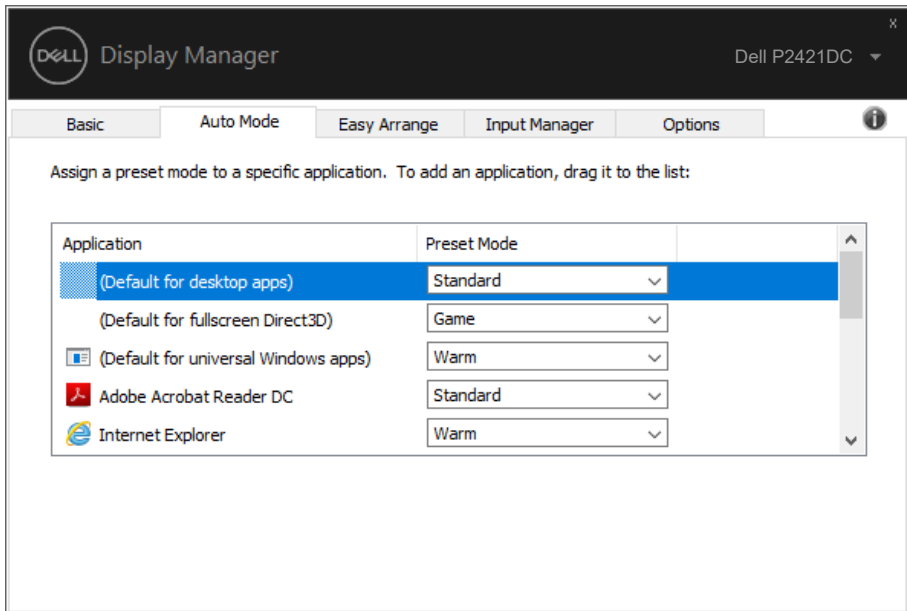 DELL Display Manager
x
Dell P2421DC
Basic Auto Mode Easy Arrange Input Manager Options
Assign a preset mode to a specific application. To add an application, drag it to the list:
Application Preset Mode
(Default for desktop apps) Standard
(Default for fullscreen Direct3D) Game
(Default for universal Windows apps) Warm
Adobe Acrobat Reader DC Standard
Internet Explorer Warm